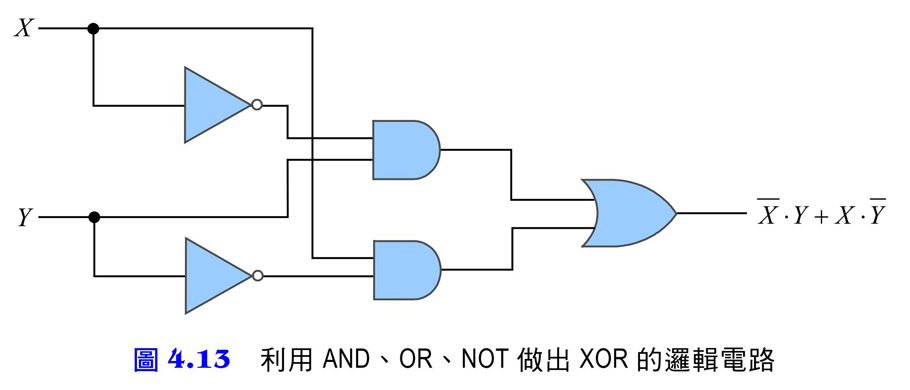 X
Y
X̅·Y + X·Y̅
圖 4.13 利用 AND、OR、NOT 做出 XOR 的邏輯電路